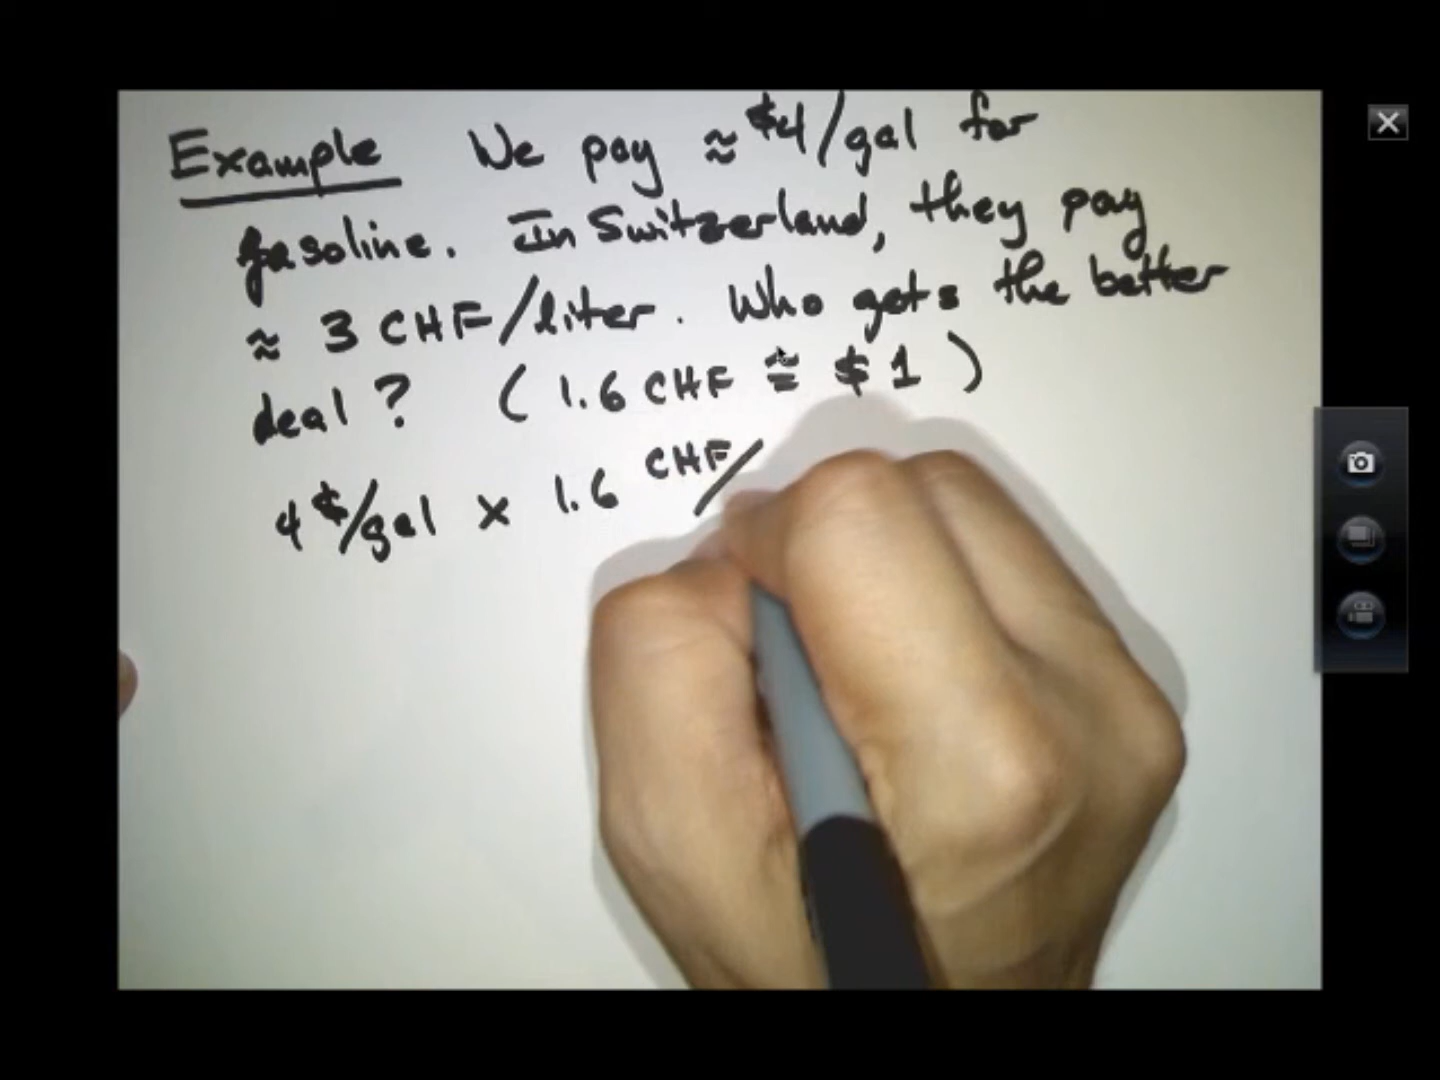 Example We pay ≈ $4/gal for
gasoline. In Switzerland, they pay
≈ 3 CHF/liter. Who gets the better
deal? (1.6 CHF ≅ $1)
4 $/gal × 1.6 CHF/